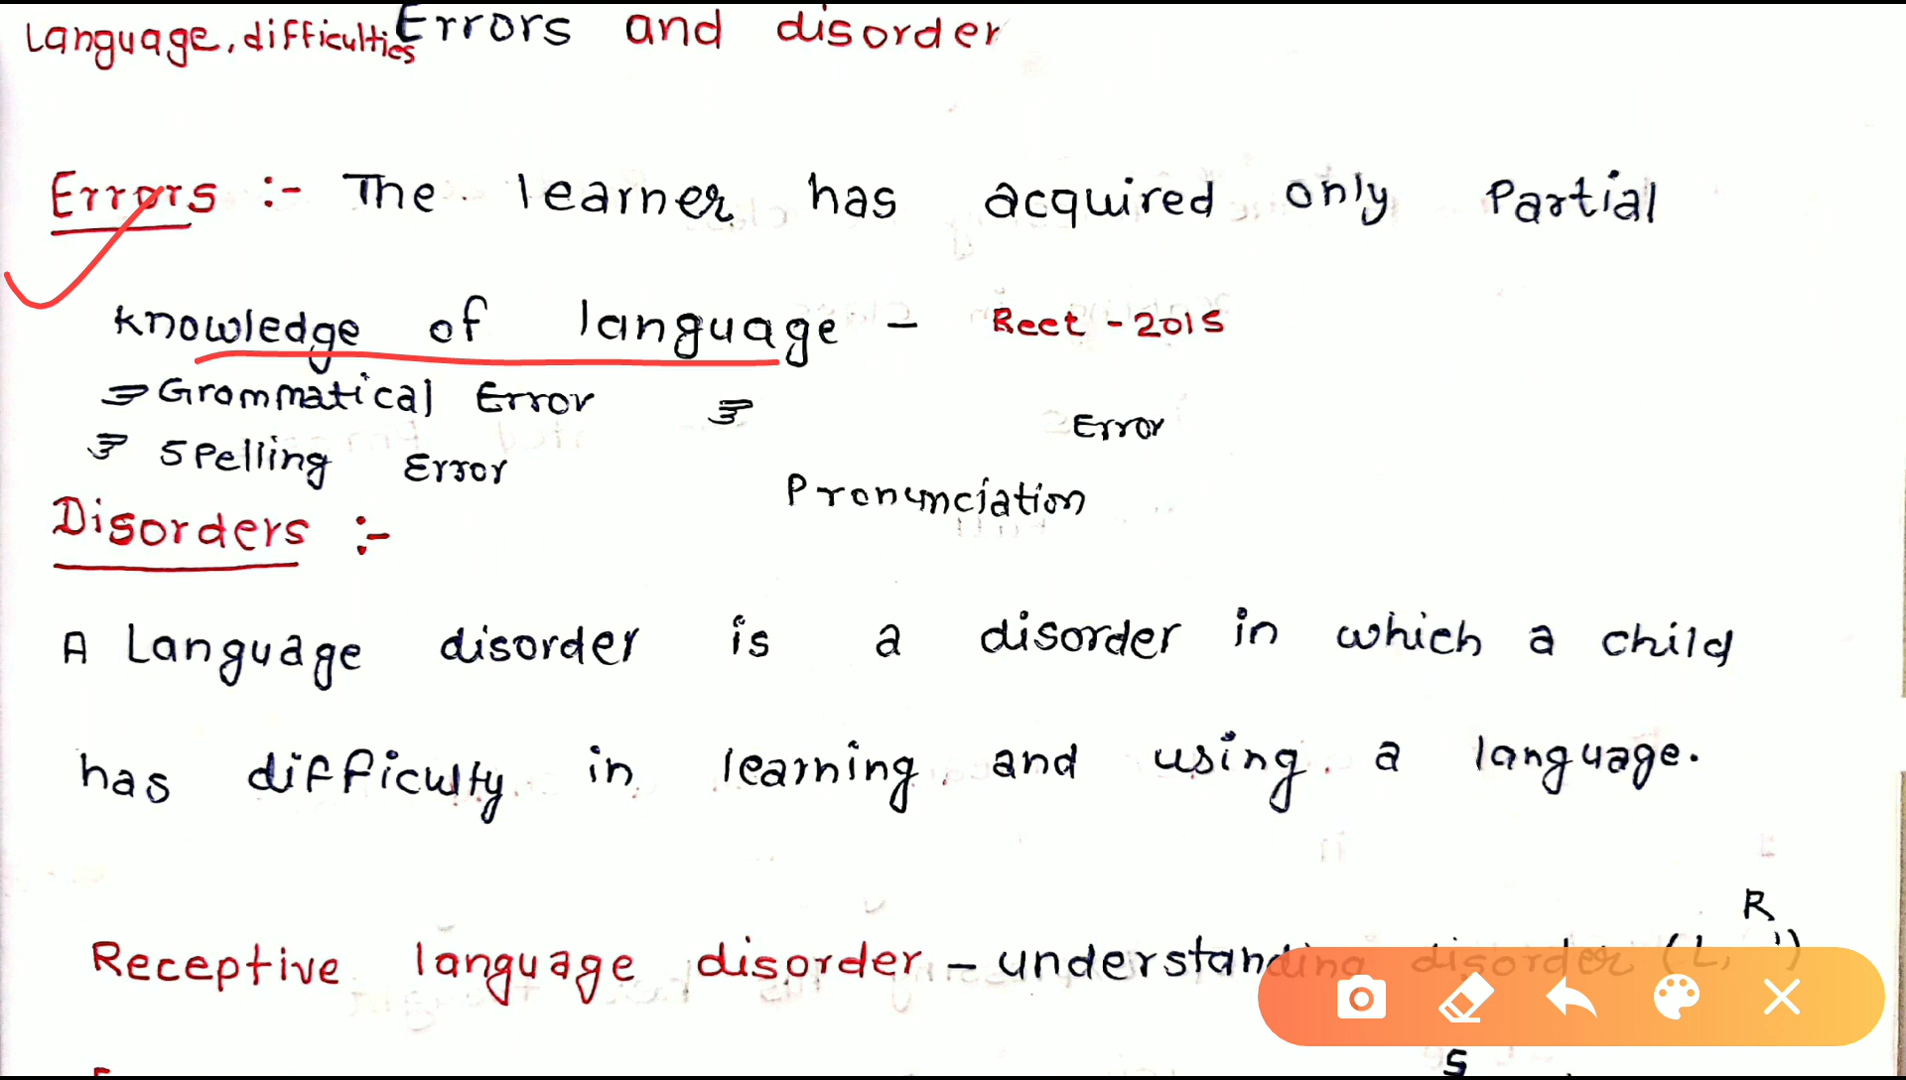 Language, difficulties Errors and disorder
Errors :- The learner has acquired only Partial
knowledge of language - Reet - 2015
Grammatical Error
Error
Spelling Error
Pronunciation
Disorders :-
A Language disorder is a disorder in which a child
has difficulty in learning and using a language.
R
Receptive language disorder - understanding disorder (L, )
S